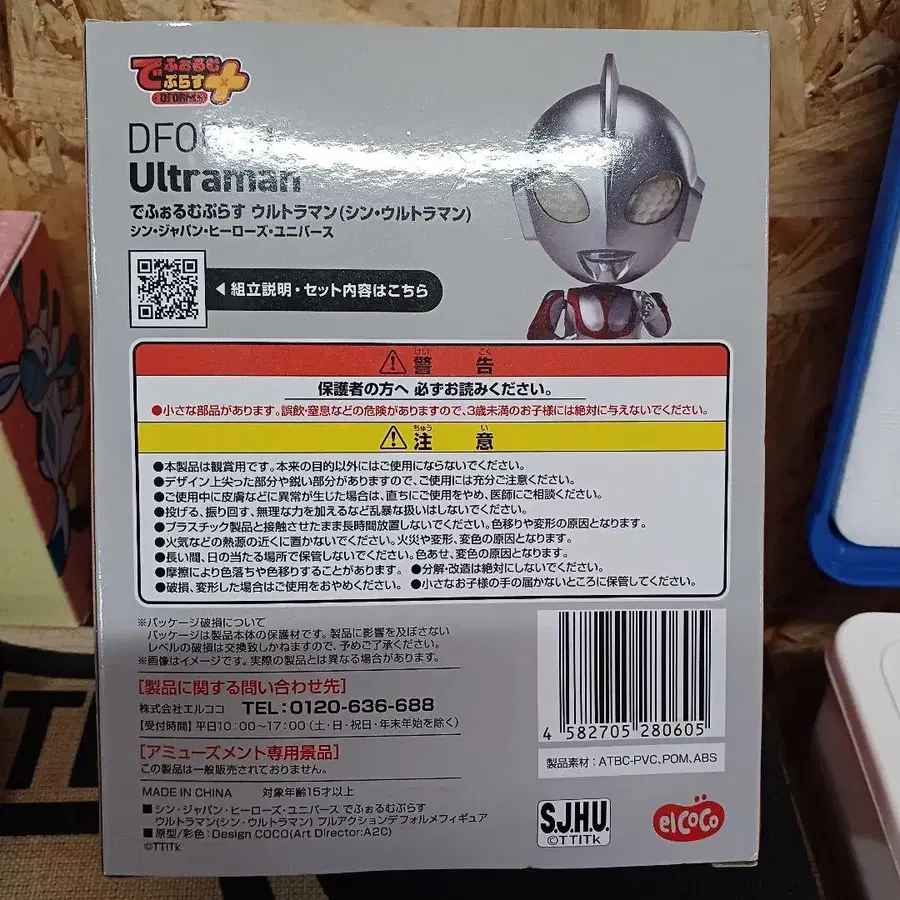 でふぉるむ
ぷらす
DFORM+
DFO
Ultraman
でふぉるむぷらす ウルトラマン(シン・ウルトラマン)
シン・ジャパン・ヒーローズ・ユニバース
◀組立説明・セット内容はこちら
けい こく
⚠警 告
保護者の方へ 必ずお読みください。
●小さな部品があります。誤飲・窒息などの危険がありますので、3歳未満のお子様には絶対に与えないでください。
ちゅう い
⚠注 意
●本製品は観賞用です。本来の目的以外にはご使用にならないでください。
●デザイン上尖った部分や鋭い部分がありますので、ご使用には充分ご注意ください。
●ご使用中に皮膚などに異常が生じた場合は、直ちにご使用をやめ、医師にご相談ください。
●投げる、振り回す、無理な力を加えるなど乱暴な扱いはしないでください。
●プラスチック製品と接触させたまま長時間放置しないでください。色移りや変形の原因となります。
●火気などの熱源の近くに置かないでください。火災や変形、変色の原因となります。
●長い間、日の当たる場所で保管しないでください。色あせ、変色の原因となります。
●摩擦により色落ちや色移りすることがあります。 ●分解・改造は絶対にしないでください。
●破損、変形した場合はご使用をおやめください。 ●小さなお子様の手の届かないところに保管してください。
※パッケージ破損について
パッケージは製品本体の保護材です。製品に影響を及ぼさない
レベルの破損は交換致しかねますので、予めご了承ください。
※画像はイメージです。実際の製品とは異なる場合があります。
[製品に関する問い合わせ先]
株式会社エルココ TEL:0120-636-688
【受付時間】平日10:00〜17:00(土・日・祝日・年末年始を除く)
[アミューズメント専用景品]
この製品は一般販売されておりません。
MADE IN CHINA 対象年齢15才以上
■シン・ジャパン・ヒーローズ・ユニバース でふぉるむぷらす
ウルトラマン(シン・ウルトラマン) フルアクションデフォルメフィギュア
■原型/彩色:Design COCO(Art Director:A2C)
©TTITk
4 582705 280605
製品素材:ATBC-PVC、POM、ABS
S.J.H.U.
©TTITk
elCoCo